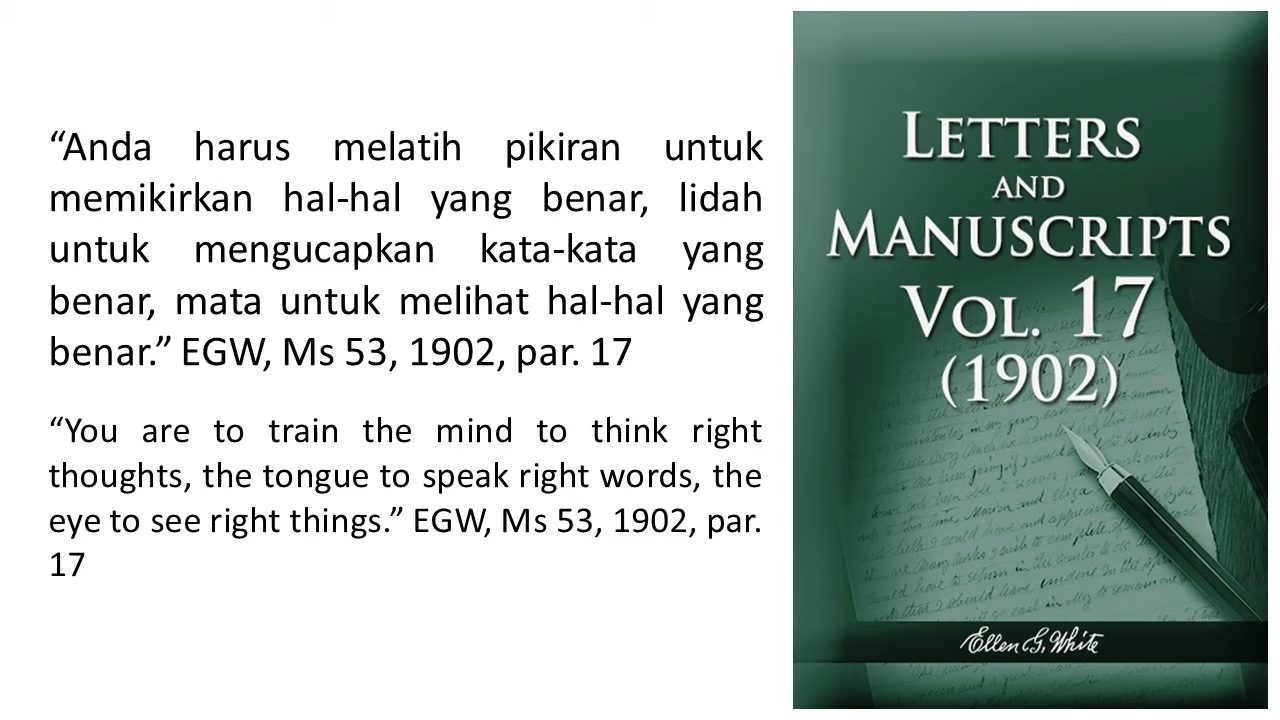 “Anda harus melatih pikiran untuk
memikirkan hal-hal yang benar, lidah
untuk mengucapkan kata-kata yang
benar, mata untuk melihat hal-hal yang
benar.” EGW, Ms 53, 1902, par. 17
“You are to train the mind to think right
thoughts, the tongue to speak right words, the
eye to see right things.” EGW, Ms 53, 1902, par.
17
LETTERS
AND
MANUSCRIPTS
VOL. 17
(1902)
Ellen G. White